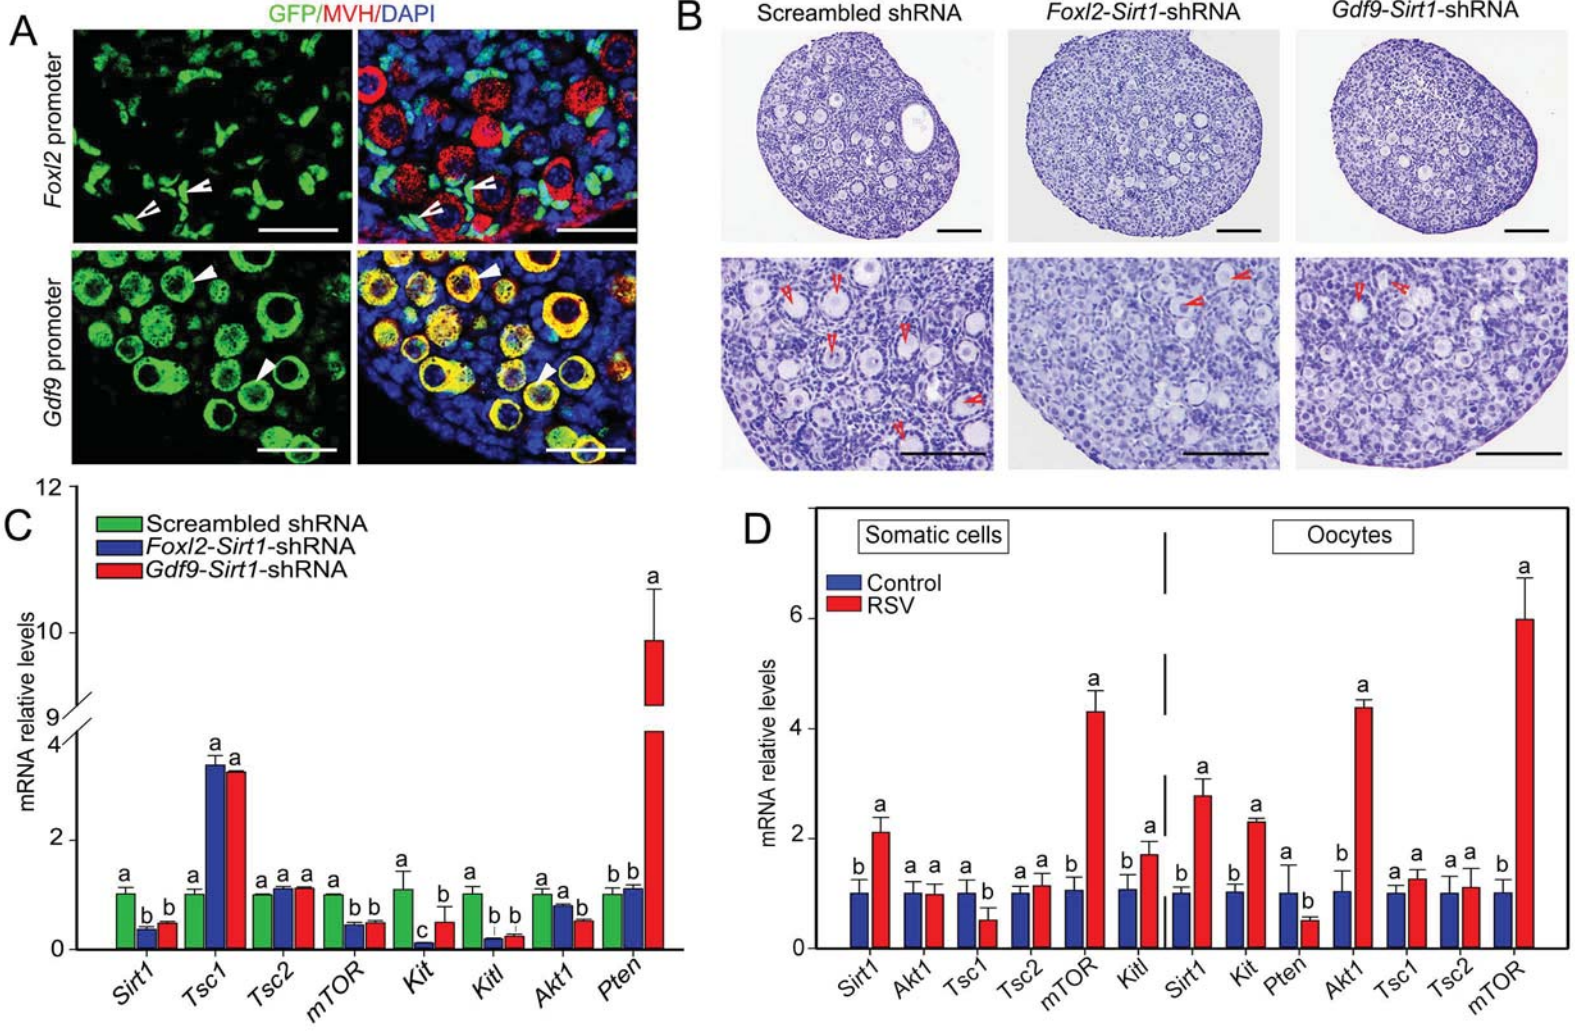 A
GFP/MVH/DAPI
Foxl2 promoter
Gdf9 promoter
B
Screambled shRNA
Foxl2-Sirt1-shRNA
Gdf9-Sirt1-shRNA
C
mRNA relative levels
12
10
9
4
2
0
Screambled shRNA
Foxl2-Sirt1-shRNA
Gdf9-Sirt1-shRNA
a b b
a a a
a a a
a b b
a c b
a b b
a a b
b b a
Sirt1 Tsc1 Tsc2 mTOR Kit Kitl Akt1 Pten
D
Somatic cells Oocytes
Control
RSV
mRNA relative levels
6
4
2
0
b a
a a
a b
a a
b a
b a
b a
b a
a b
b a
a a
a a
b a
Sirt1 Akt1 Tsc1 Tsc2 mTOR Kitl Sirt1 Kit Pten Akt1 Tsc1 Tsc2 mTOR